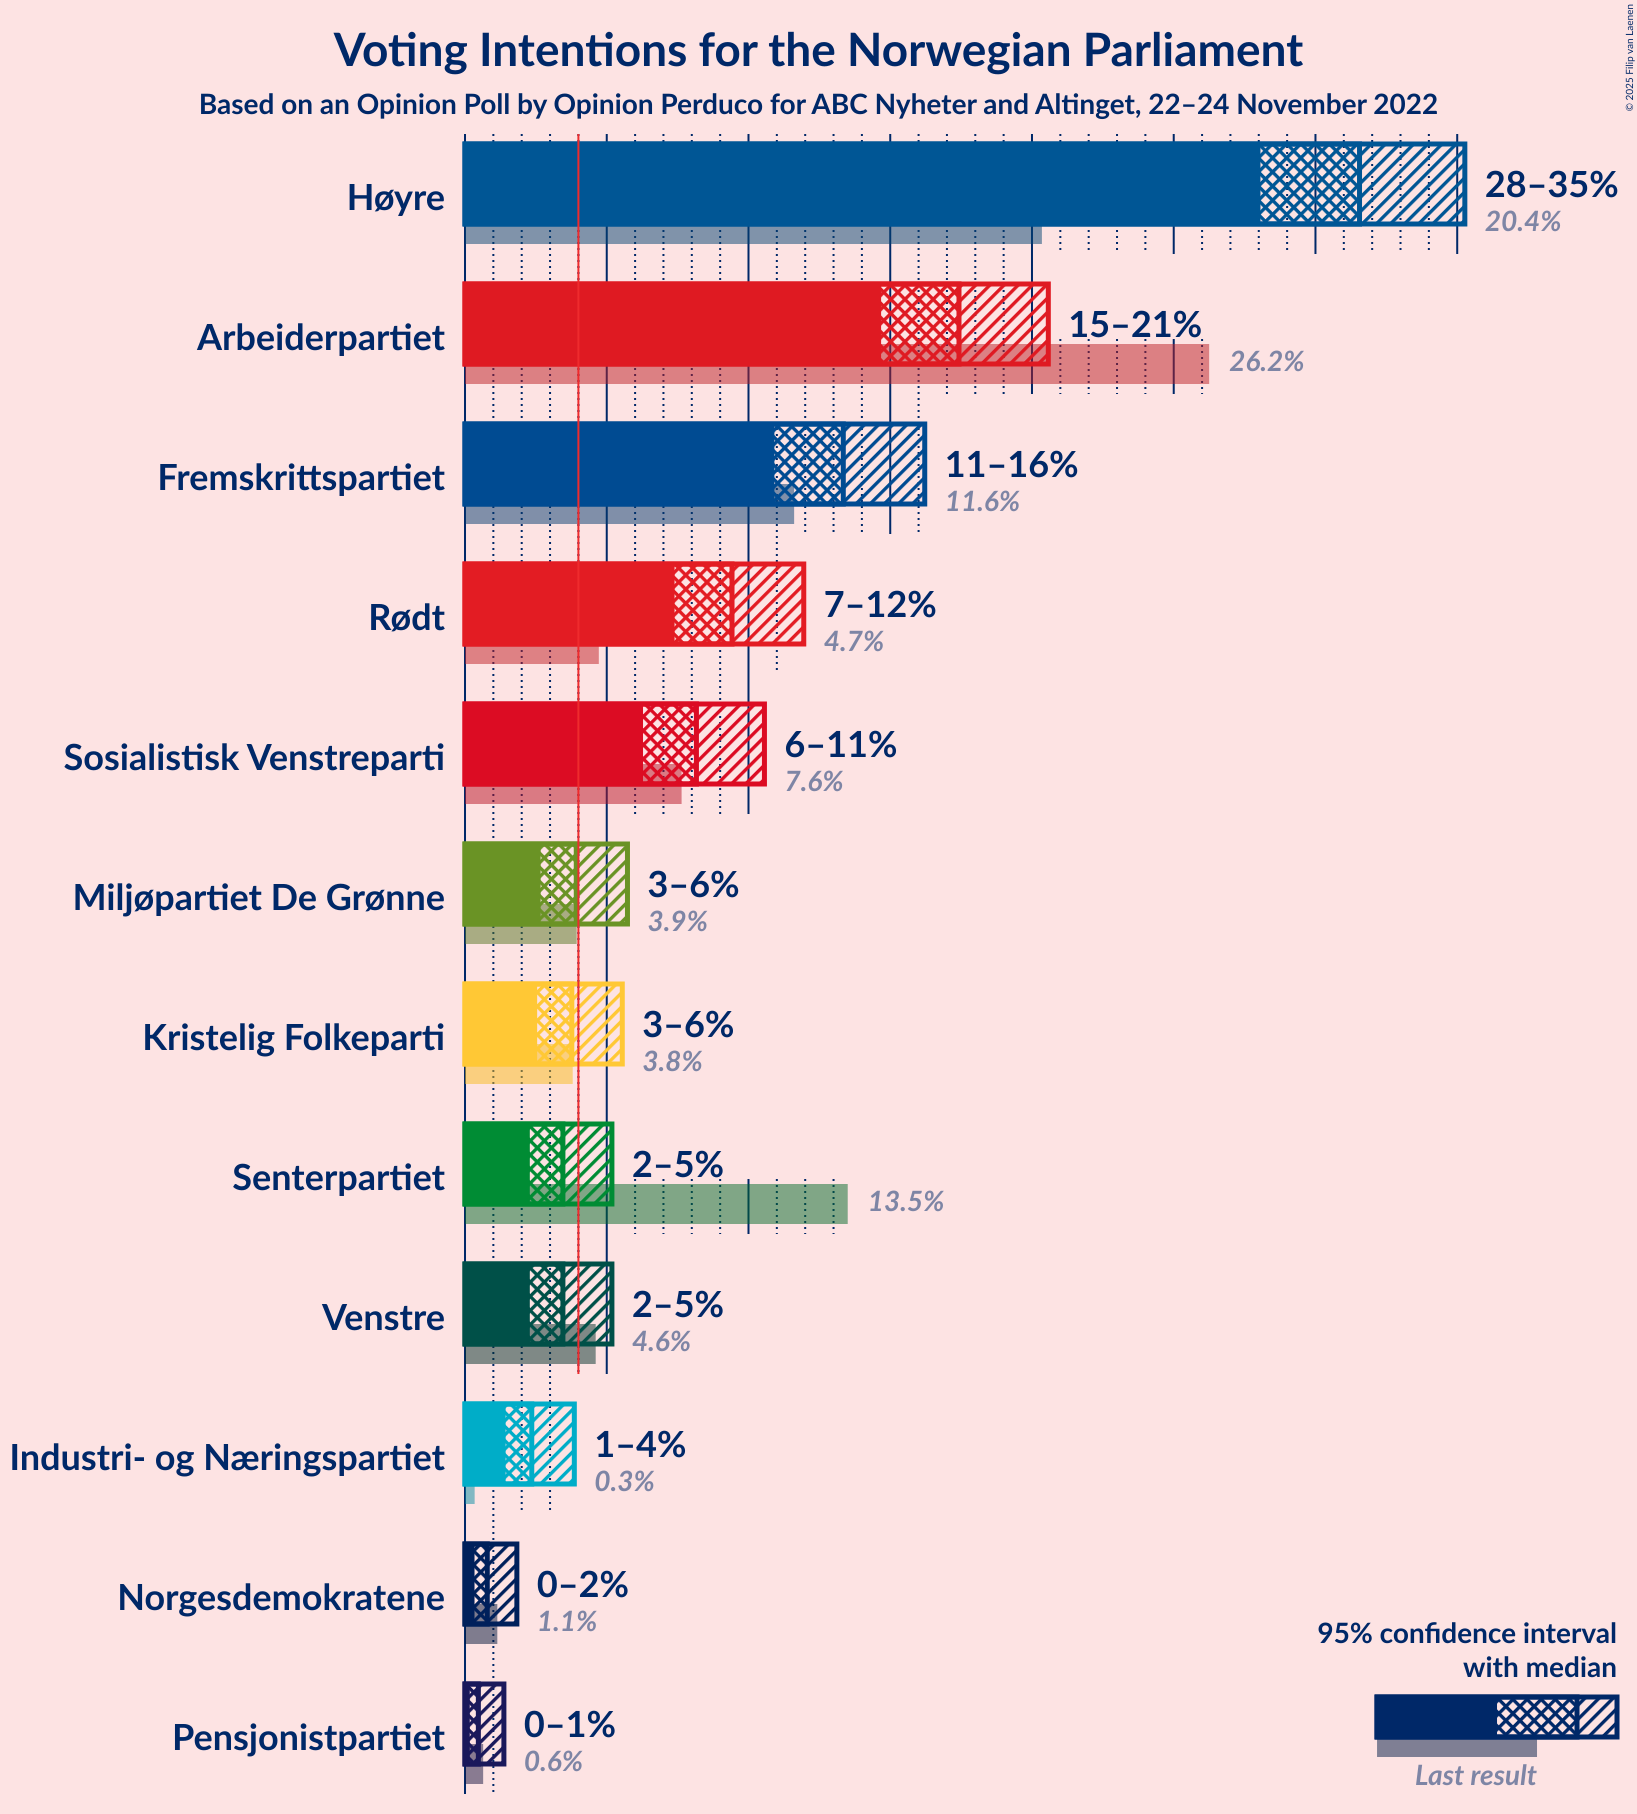 © 2025 Filip van Laenen
Voting Intentions for the Norwegian Parliament
Based on an Opinion Poll by Opinion Perduco for ABC Nyheter and Altinget, 22–24 November 2022
Høyre
28–35%
20.4%
Arbeiderpartiet
15–21%
26.2%
Fremskrittspartiet
11–16%
11.6%
Rødt
7–12%
4.7%
Sosialistisk Venstreparti
6–11%
7.6%
Miljøpartiet De Grønne
3–6%
3.9%
Kristelig Folkeparti
3–6%
3.8%
Senterpartiet
2–5%
13.5%
Venstre
2–5%
4.6%
Industri- og Næringspartiet
1–4%
0.3%
Norgesdemokratene
0–2%
1.1%
Pensjonistpartiet
0–1%
0.6%
95% confidence interval
with median
Last result